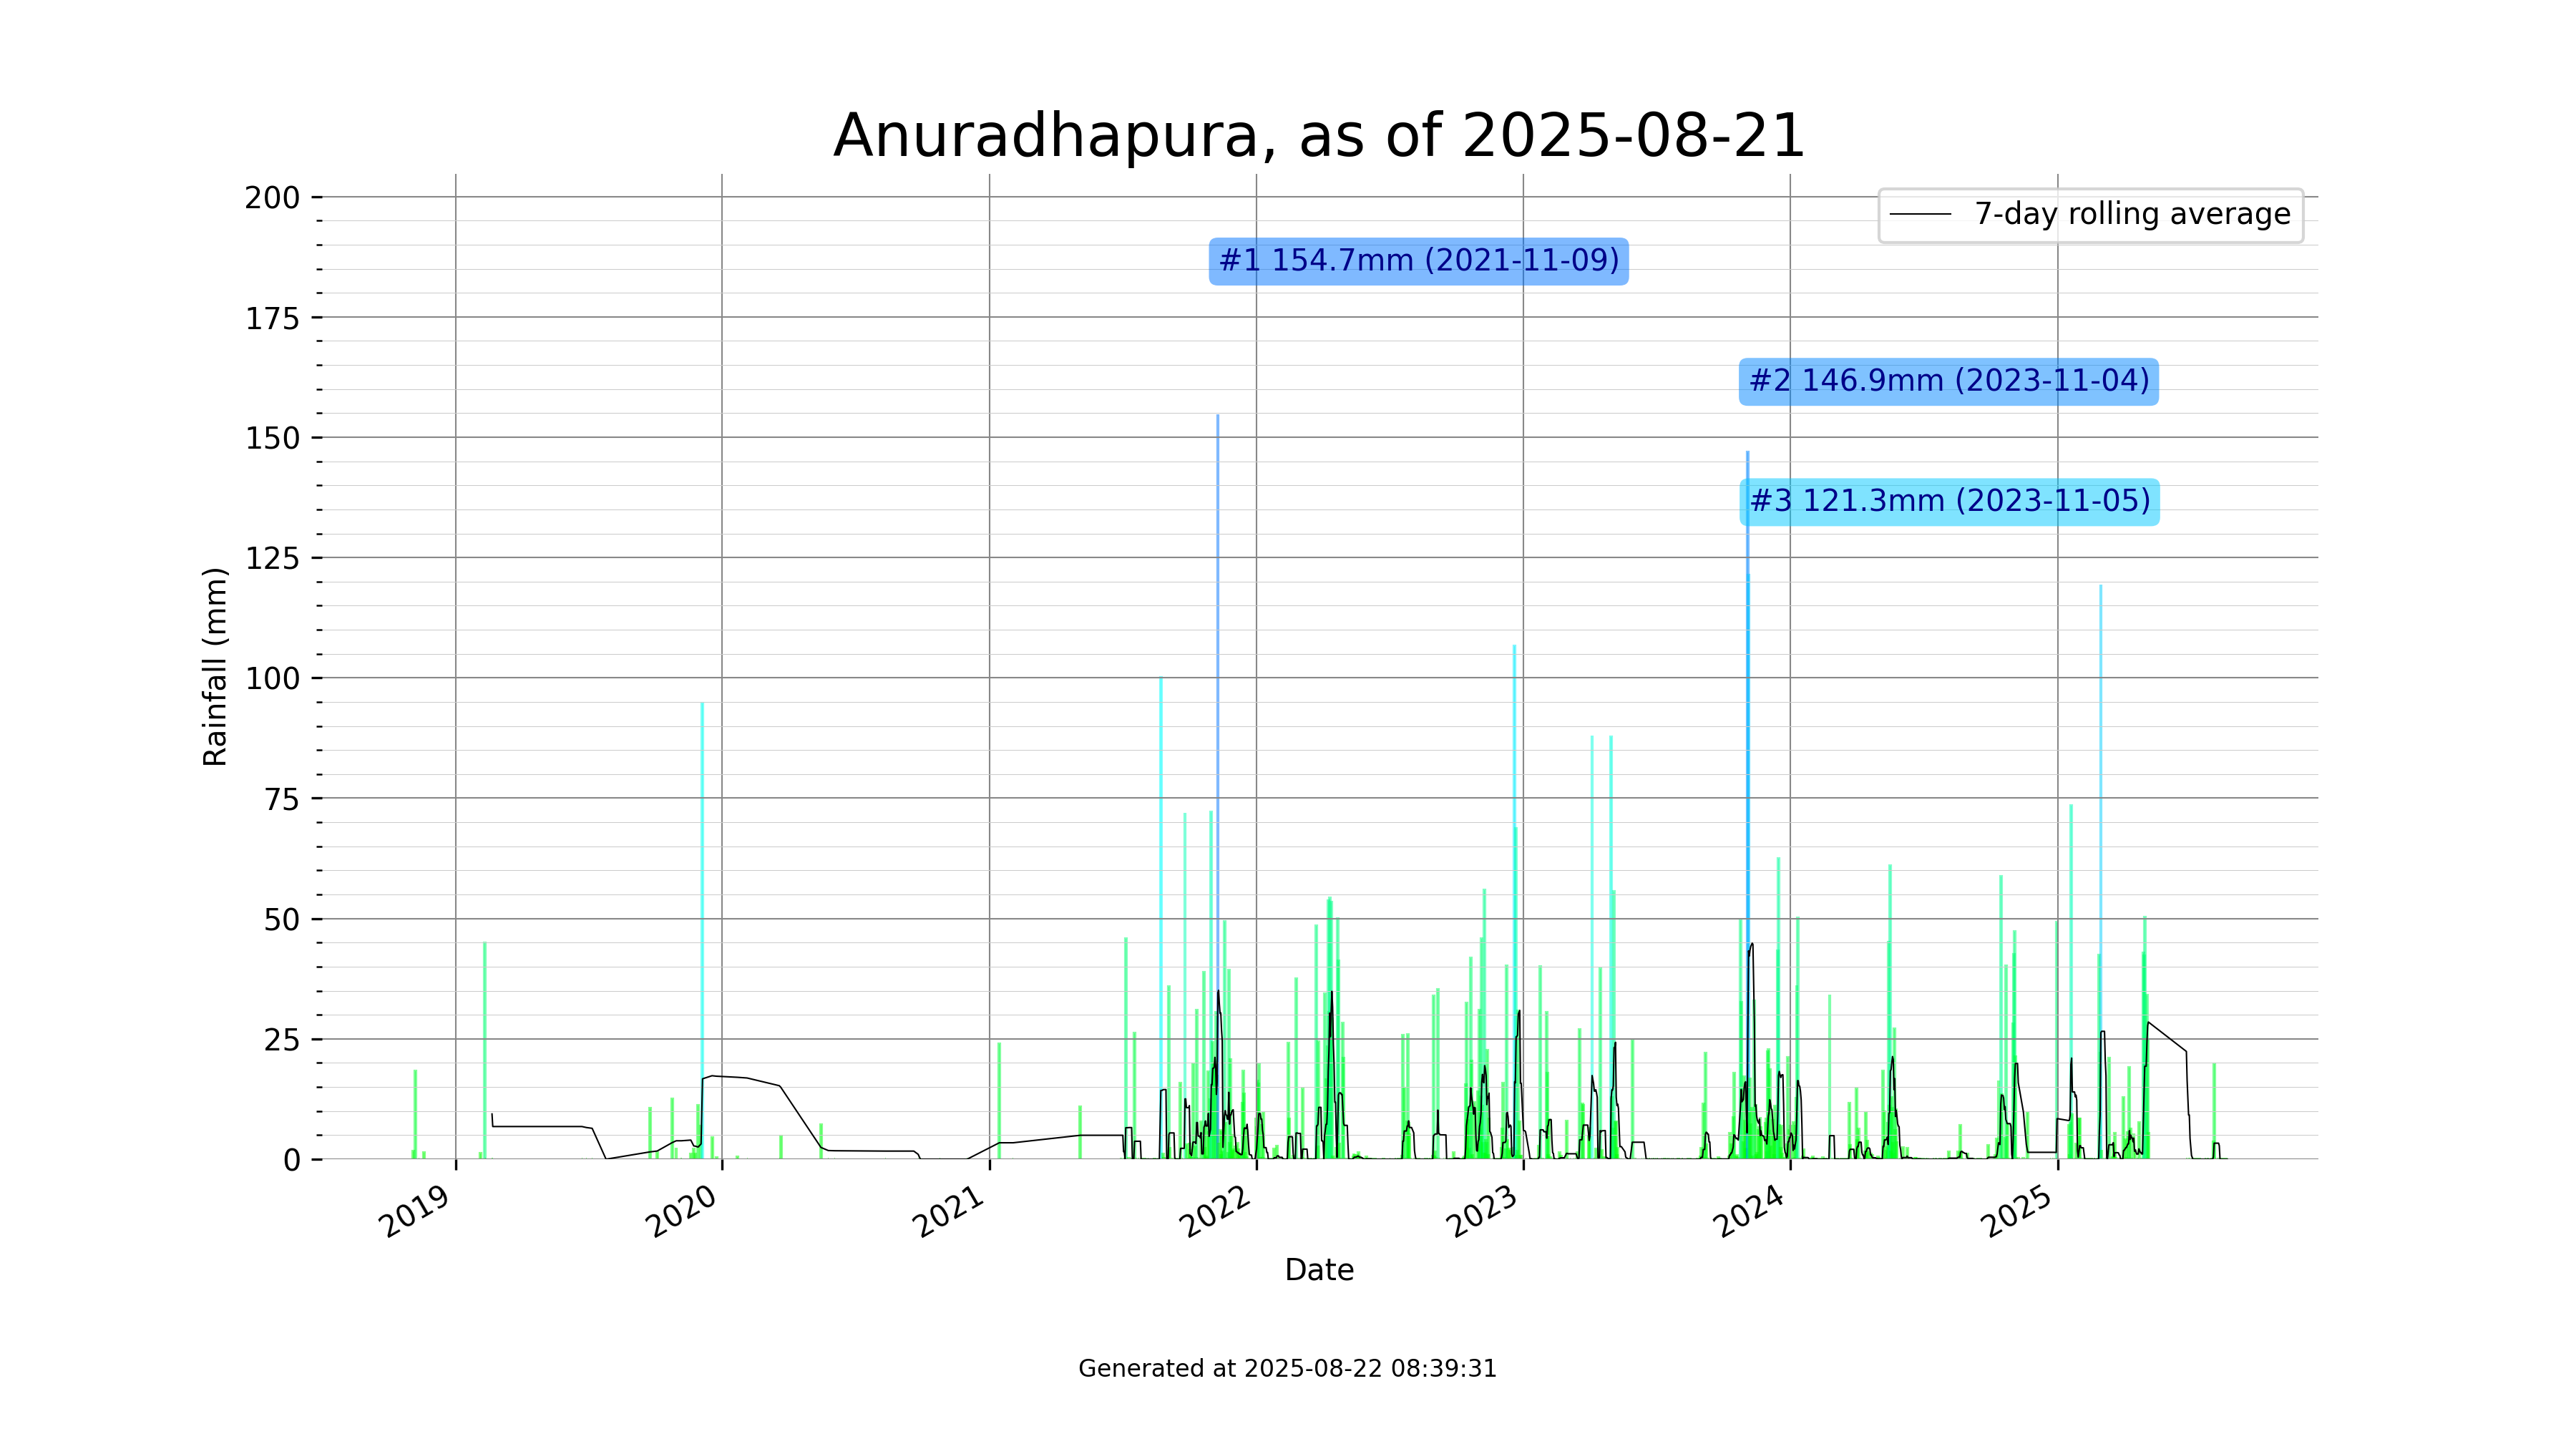 Anuradhapura, as of 2025-08-21
200
175
150
125
100
75
50
25
0
Rainfall (mm)
7-day rolling average
#1 154.7mm (2021-11-09)
#2 146.9mm (2023-11-04)
#3 121.3mm (2023-11-05)
2019
2020
2021
2022
2023
2024
2025
Date
Generated at 2025-08-22 08:39:31